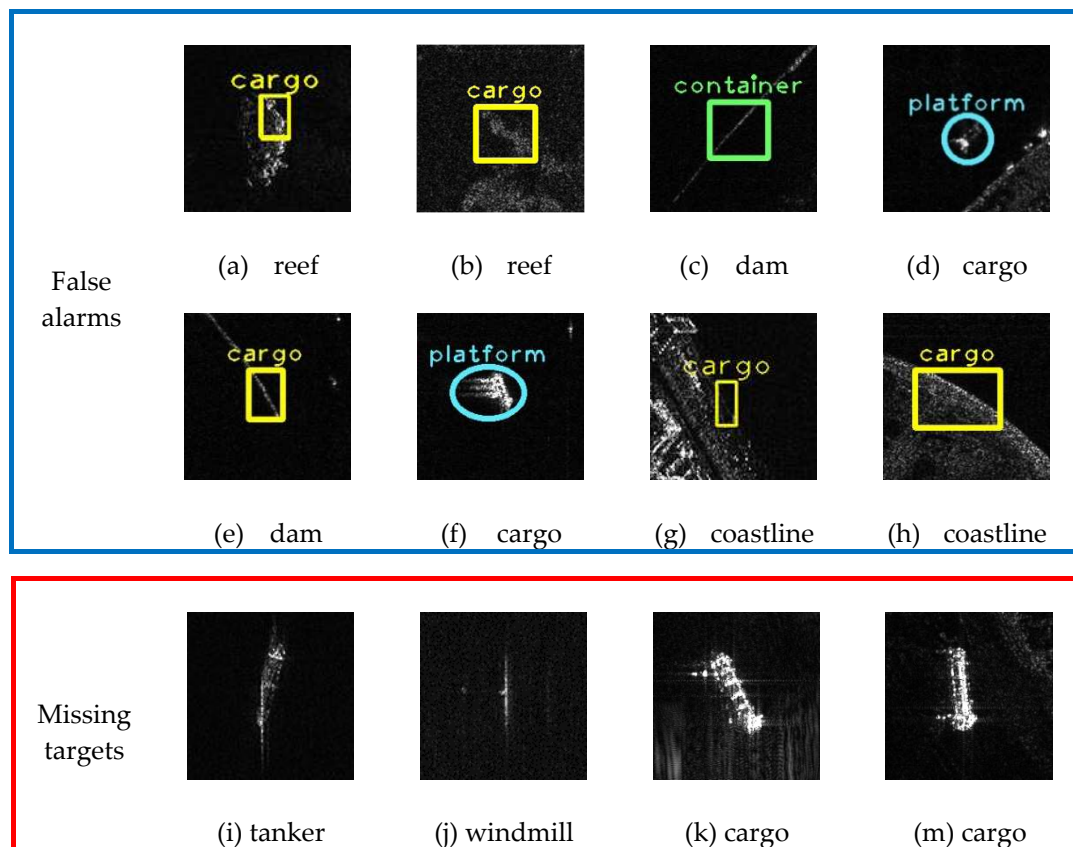 cargo cargo container platform
(a) reef (b) reef (c) dam (d) cargo
False
alarms
cargo platform cargo cargo
(e) dam (f) cargo (g) coastline (h) coastline
Missing
targets
(i) tanker (j) windmill (k) cargo (m) cargo